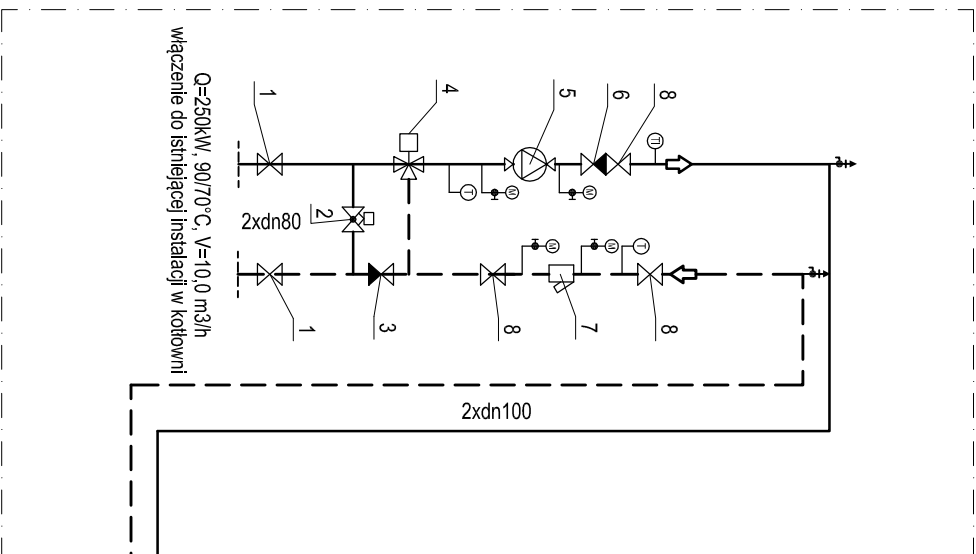 włączenie do istniejącej instalacji w kotłowni
Q=250kW, 90/70°C, V=10,0 m3/h
1
4
5
6
8
TI
T
M
M
2
2xdn80
M
M
T
1
3
8
7
8
2xdn100